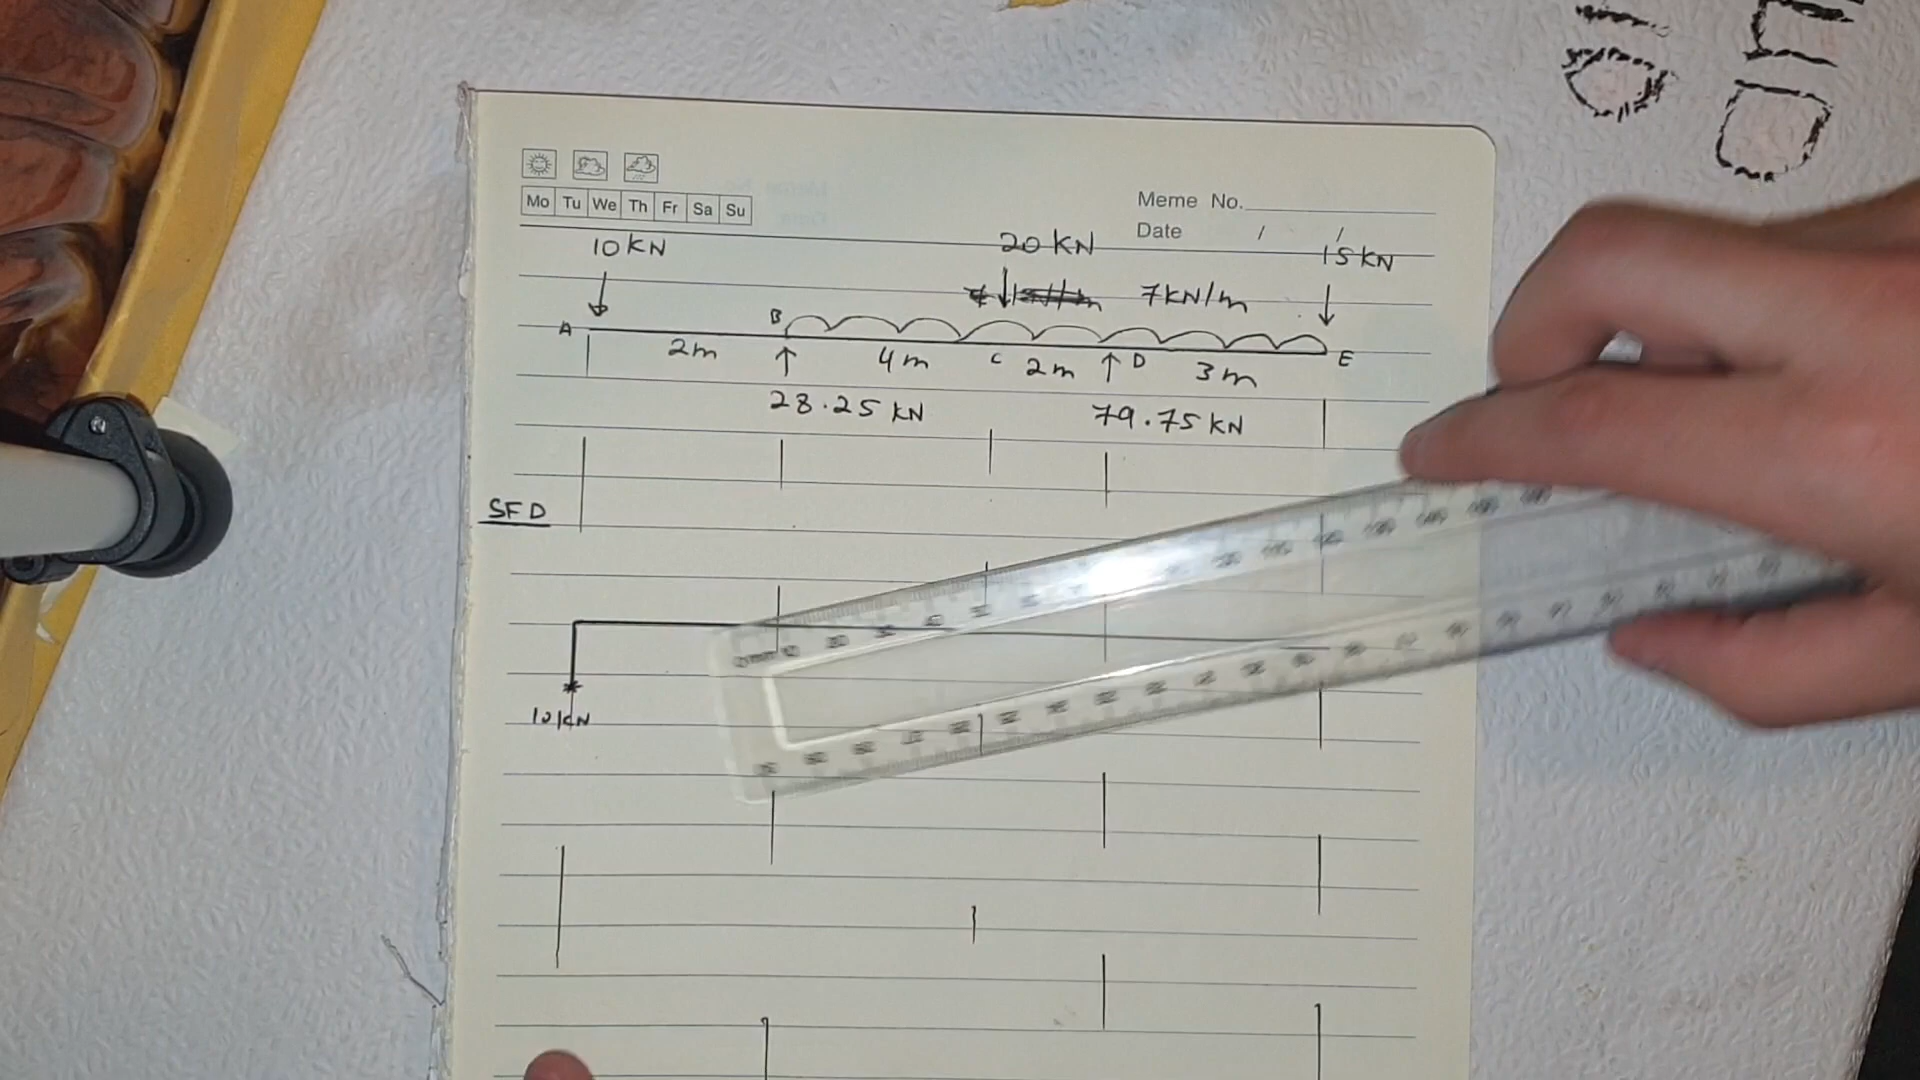 Mo Tu We Th Fr Sa Su
Meme No.
Date / /
10 KN 20 KN 15 KN
7 KN/m
A B C D E
2m 4m 2m 3m
28.25 KN 79.75 KN
SFD
10 KN